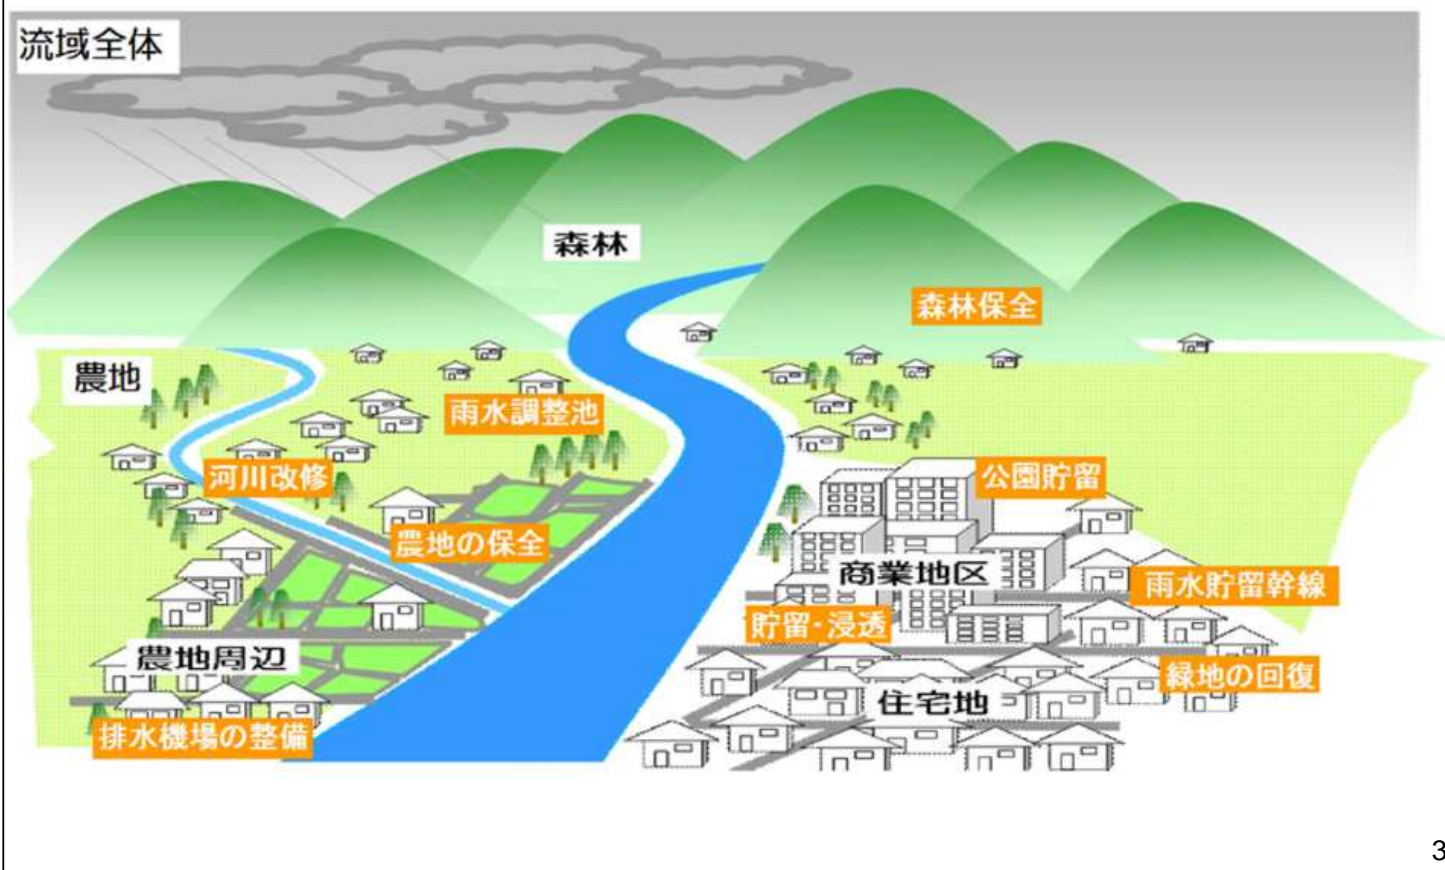 流域全体
森林
森林保全
農地
雨水調整池
河川改修
公園貯留
農地の保全
商業地区
雨水貯留幹線
貯留・浸透
農地周辺
緑地の回復
住宅地
排水機場の整備
3